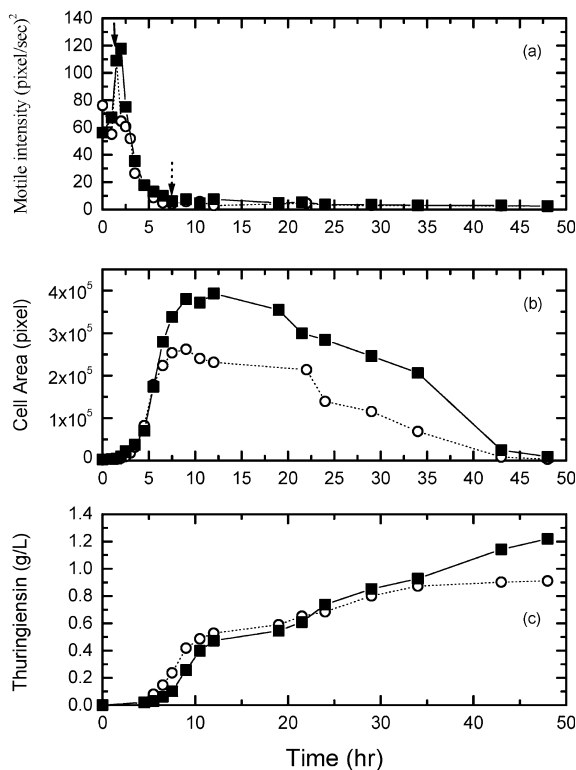 Motile intensity (pixel/sec)²
140
120
100
80
60
40
20
0
(a)
0 5 10 15 20 25 30 35 40 45 50
Cell Area (pixel)
4x10⁵
3x10⁵
2x10⁵
1x10⁵
0
(b)
0 5 10 15 20 25 30 35 40 45 50
Thuringiensin (g/L)
1.4
1.2
1.0
0.8
0.6
0.4
0.2
0.0
(c)
0 5 10 15 20 25 30 35 40 45 50
Time (hr)